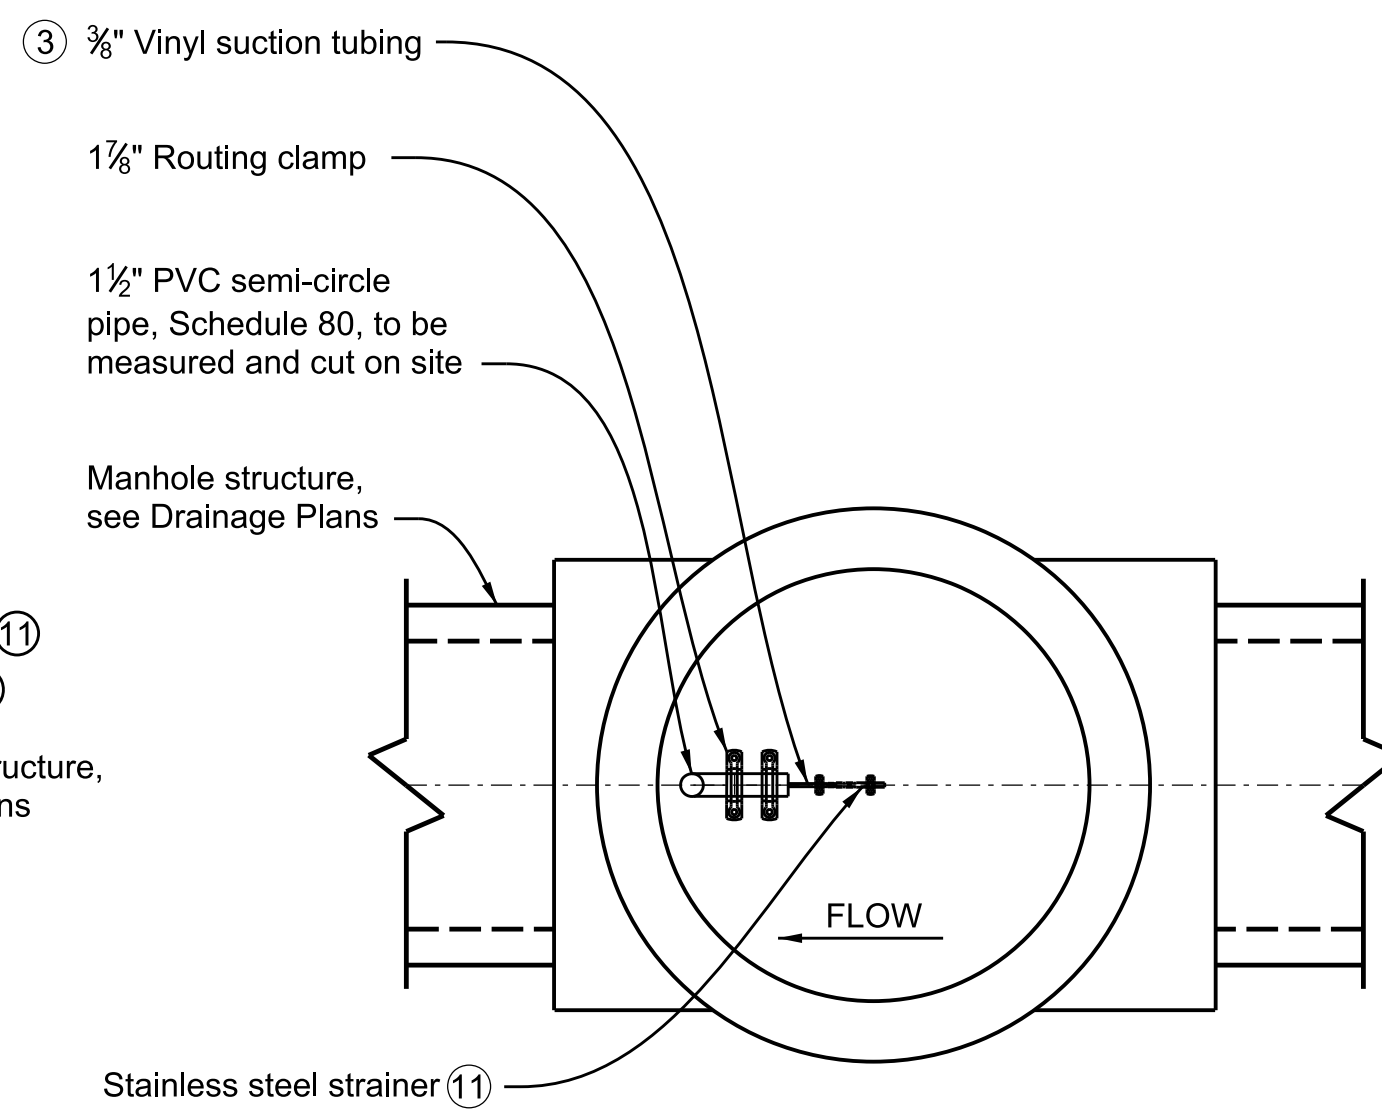 ③ ⅜" Vinyl suction tubing
1⅞" Routing clamp
1½" PVC semi-circle
pipe, Schedule 80, to be
measured and cut on site
Manhole structure,
see Drainage Plans
⑪
FLOW
Stainless steel strainer ⑪